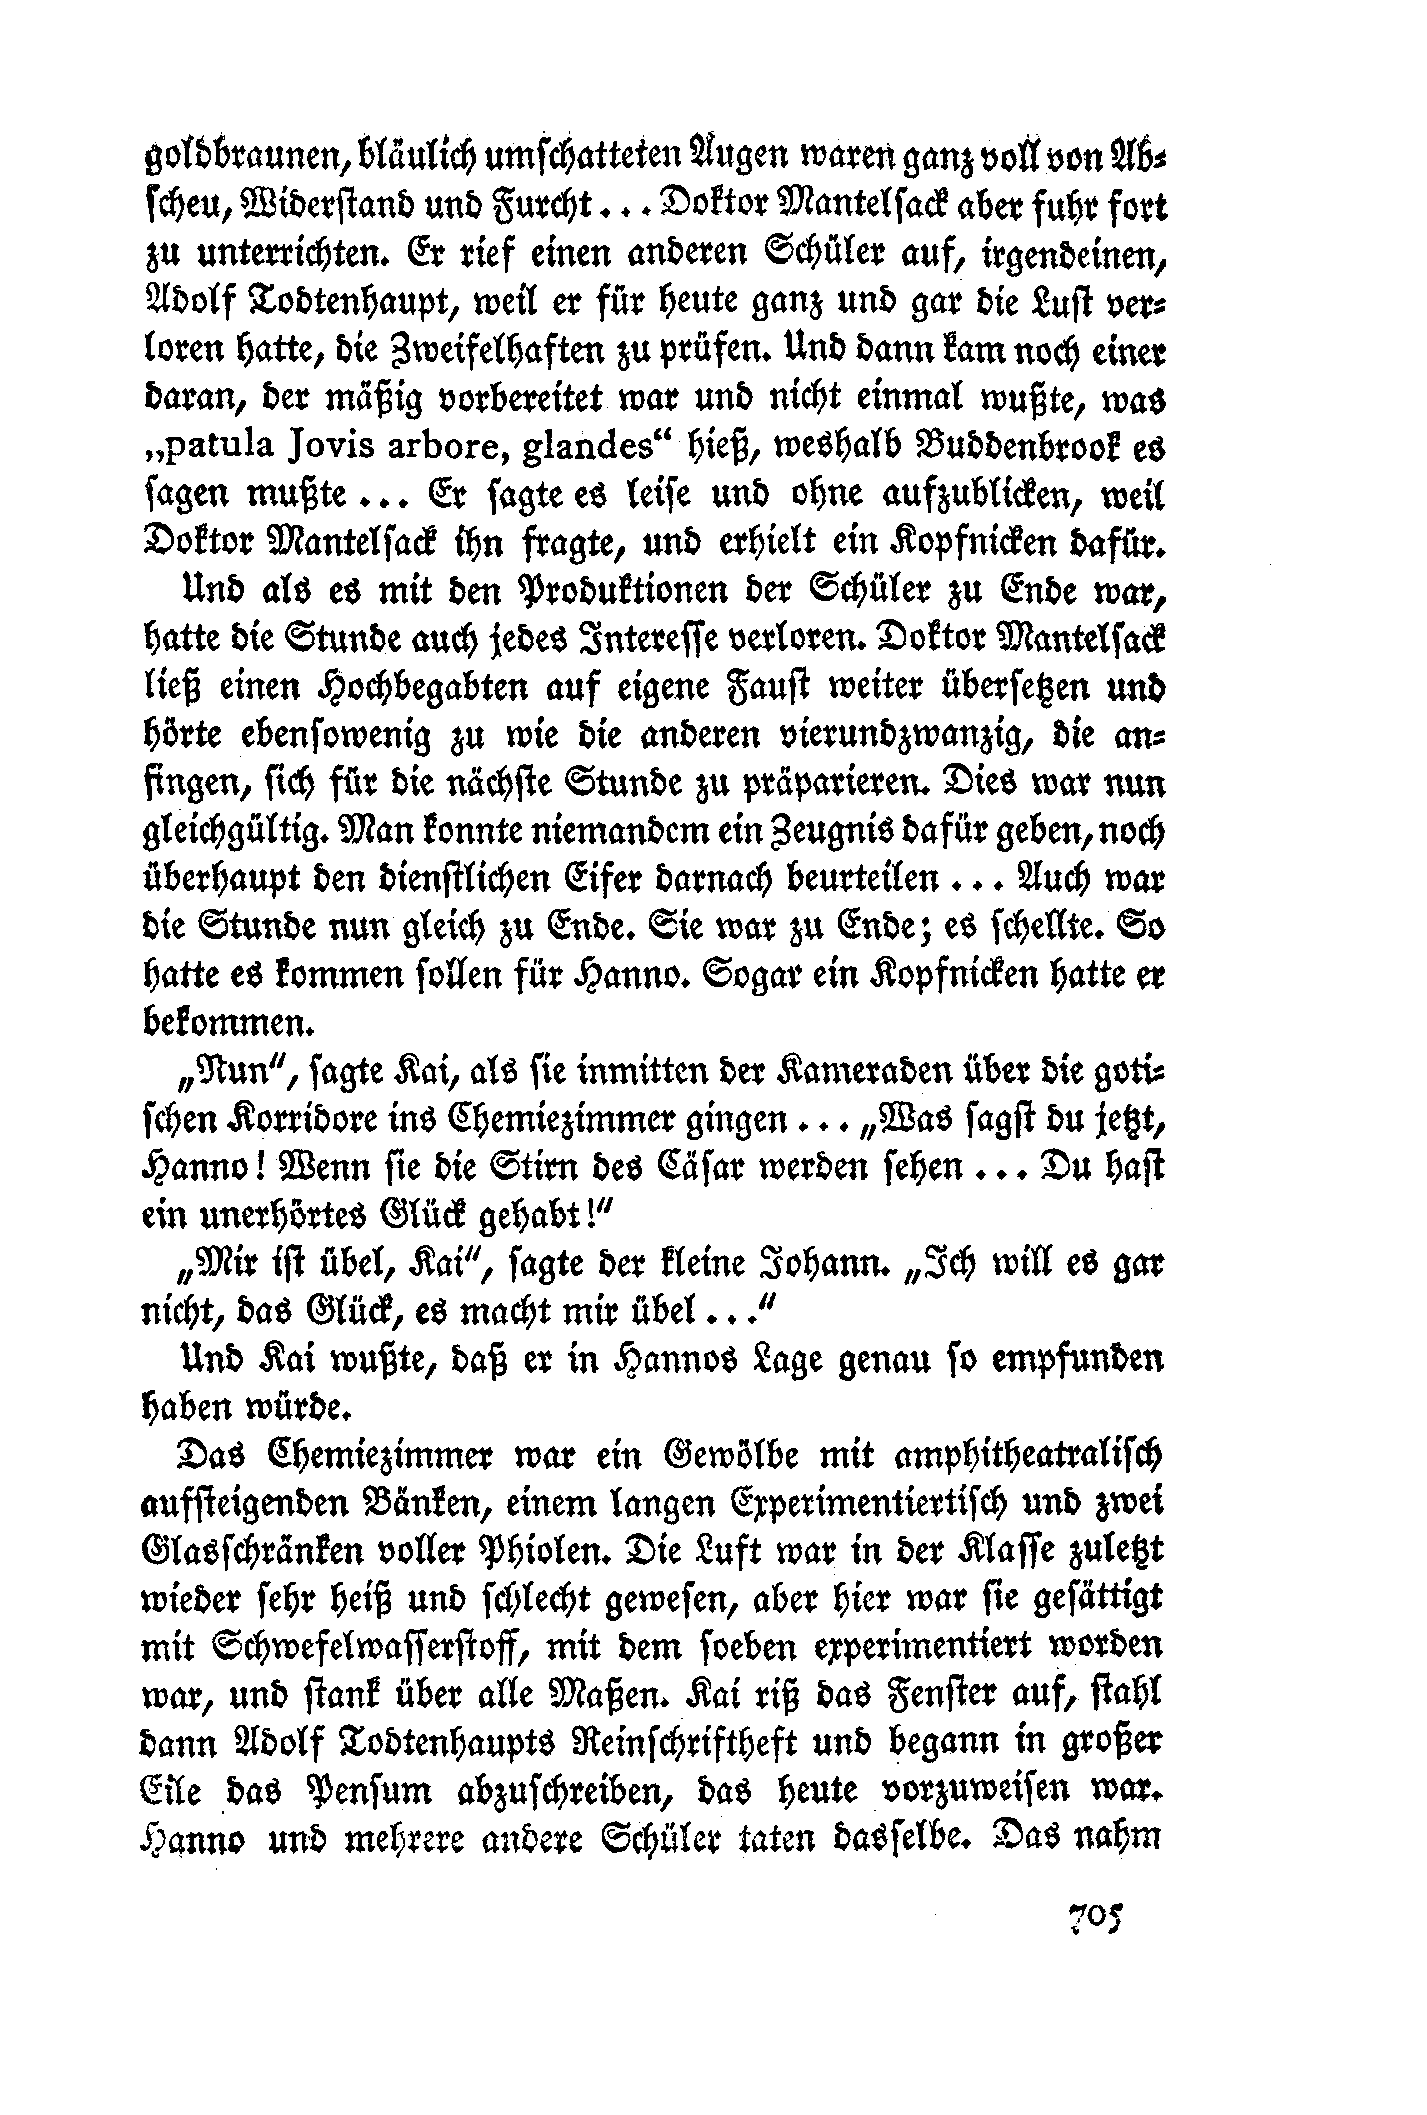 goldbraunen, bläulich umschatteten Augen waren ganz voll von Ab-
scheu, Widerstand und Furcht... Doktor Mantelsack aber fuhr fort
zu unterrichten. Er rief einen anderen Schüler auf, irgendeinen,
Adolf Todtenhaupt, weil er für heute ganz und gar die Lust ver-
loren hatte, die Zweifelhaften zu prüfen. Und dann kam noch einer
daran, der mäßig vorbereitet war und nicht einmal wußte, was
„patula Jovis arbore, glandes“ hieß, weshalb Buddenbrook es
sagen mußte ... Er sagte es leise und ohne aufzublicken, weil
Doktor Mantelsack ihn fragte, und erhielt ein Kopfnicken dafür.
Und als es mit den Produktionen der Schüler zu Ende war,
hatte die Stunde auch jedes Interesse verloren. Doktor Mantelsack
ließ einen Hochbegabten auf eigene Faust weiter übersetzen und
hörte ebensowenig zu wie die anderen vierundzwanzig, die an-
fingen, sich für die nächste Stunde zu präparieren. Dies war nun
gleichgültig. Man konnte niemandem ein Zeugnis dafür geben, noch
überhaupt den dienstlichen Eifer darnach beurteilen ... Auch war
die Stunde nun gleich zu Ende. Sie war zu Ende; es schellte. So
hatte es kommen sollen für Hanno. Sogar ein Kopfnicken hatte er
bekommen.
„Nun“, sagte Kai, als sie inmitten der Kameraden über die goti-
schen Korridore ins Chemiezimmer gingen ... „Was sagst du jetzt,
Hanno! Wenn sie die Stirn des Cäsar werden sehen ... Du hast
ein unerhörtes Glück gehabt!“
„Mir ist übel, Kai“, sagte der kleine Johann. „Ich will es gar
nicht, das Glück, es macht mir übel ...“
Und Kai wußte, daß er in Hannos Lage genau so empfunden
haben würde.
Das Chemiezimmer war ein Gewölbe mit amphitheatralisch
aufsteigenden Bänken, einem langen Experimentiertisch und zwei
Glasschränken voller Phiolen. Die Luft war in der Klasse zuletzt
wieder sehr heiß und schlecht gewesen, aber hier war sie gesättigt
mit Schwefelwasserstoff, mit dem soeben experimentiert worden
war, und stank über alle Maßen. Kai riß das Fenster auf, stahl
dann Adolf Todtenhaupts Reinschriftheft und begann in großer
Eile das Pensum abzuschreiben, das heute vorzuweisen war.
Hanno und mehrere andere Schüler taten dasselbe. Das nahm
705